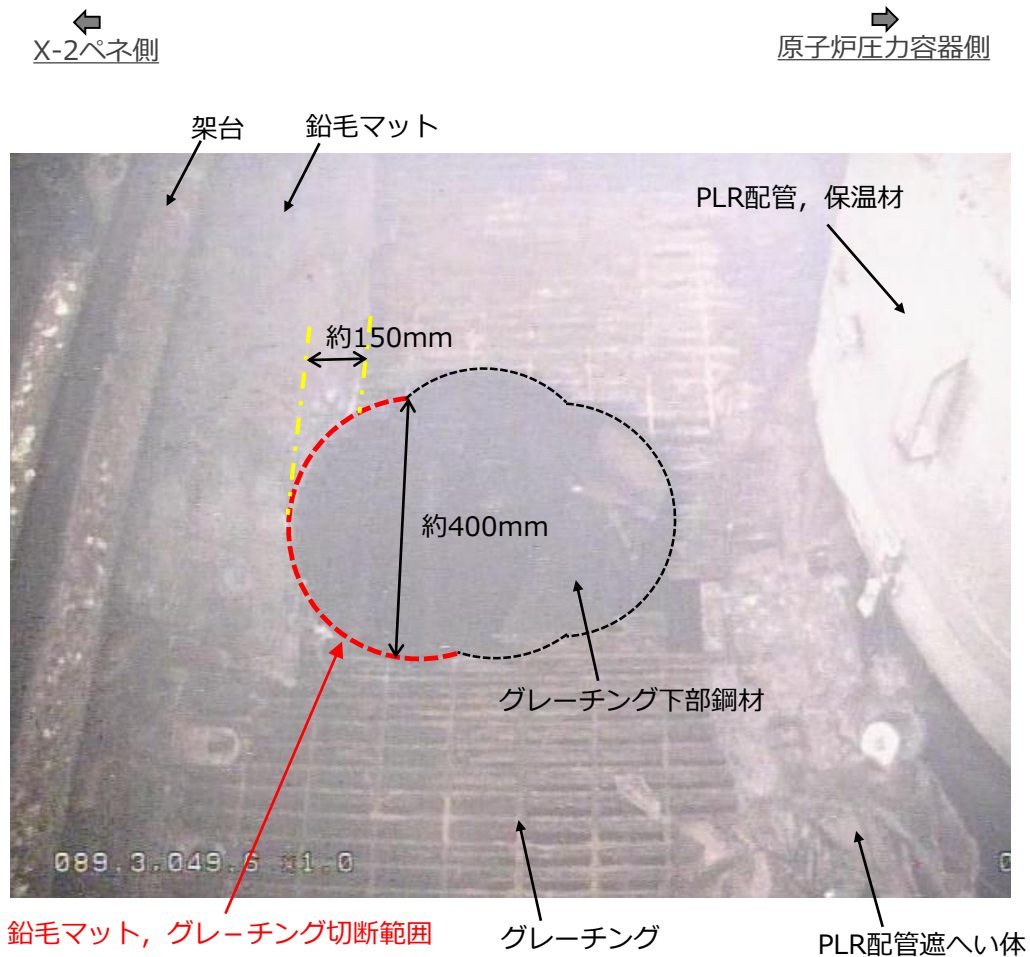 X-2ペネ側
原子炉圧力容器側
架台
鉛毛マット
PLR配管，保温材
約150mm
約400mm
グレーチング下部鋼材
089.3.049.6 x1.0
鉛毛マット，グレーチング切断範囲
グレーチング
PLR配管遮へい体